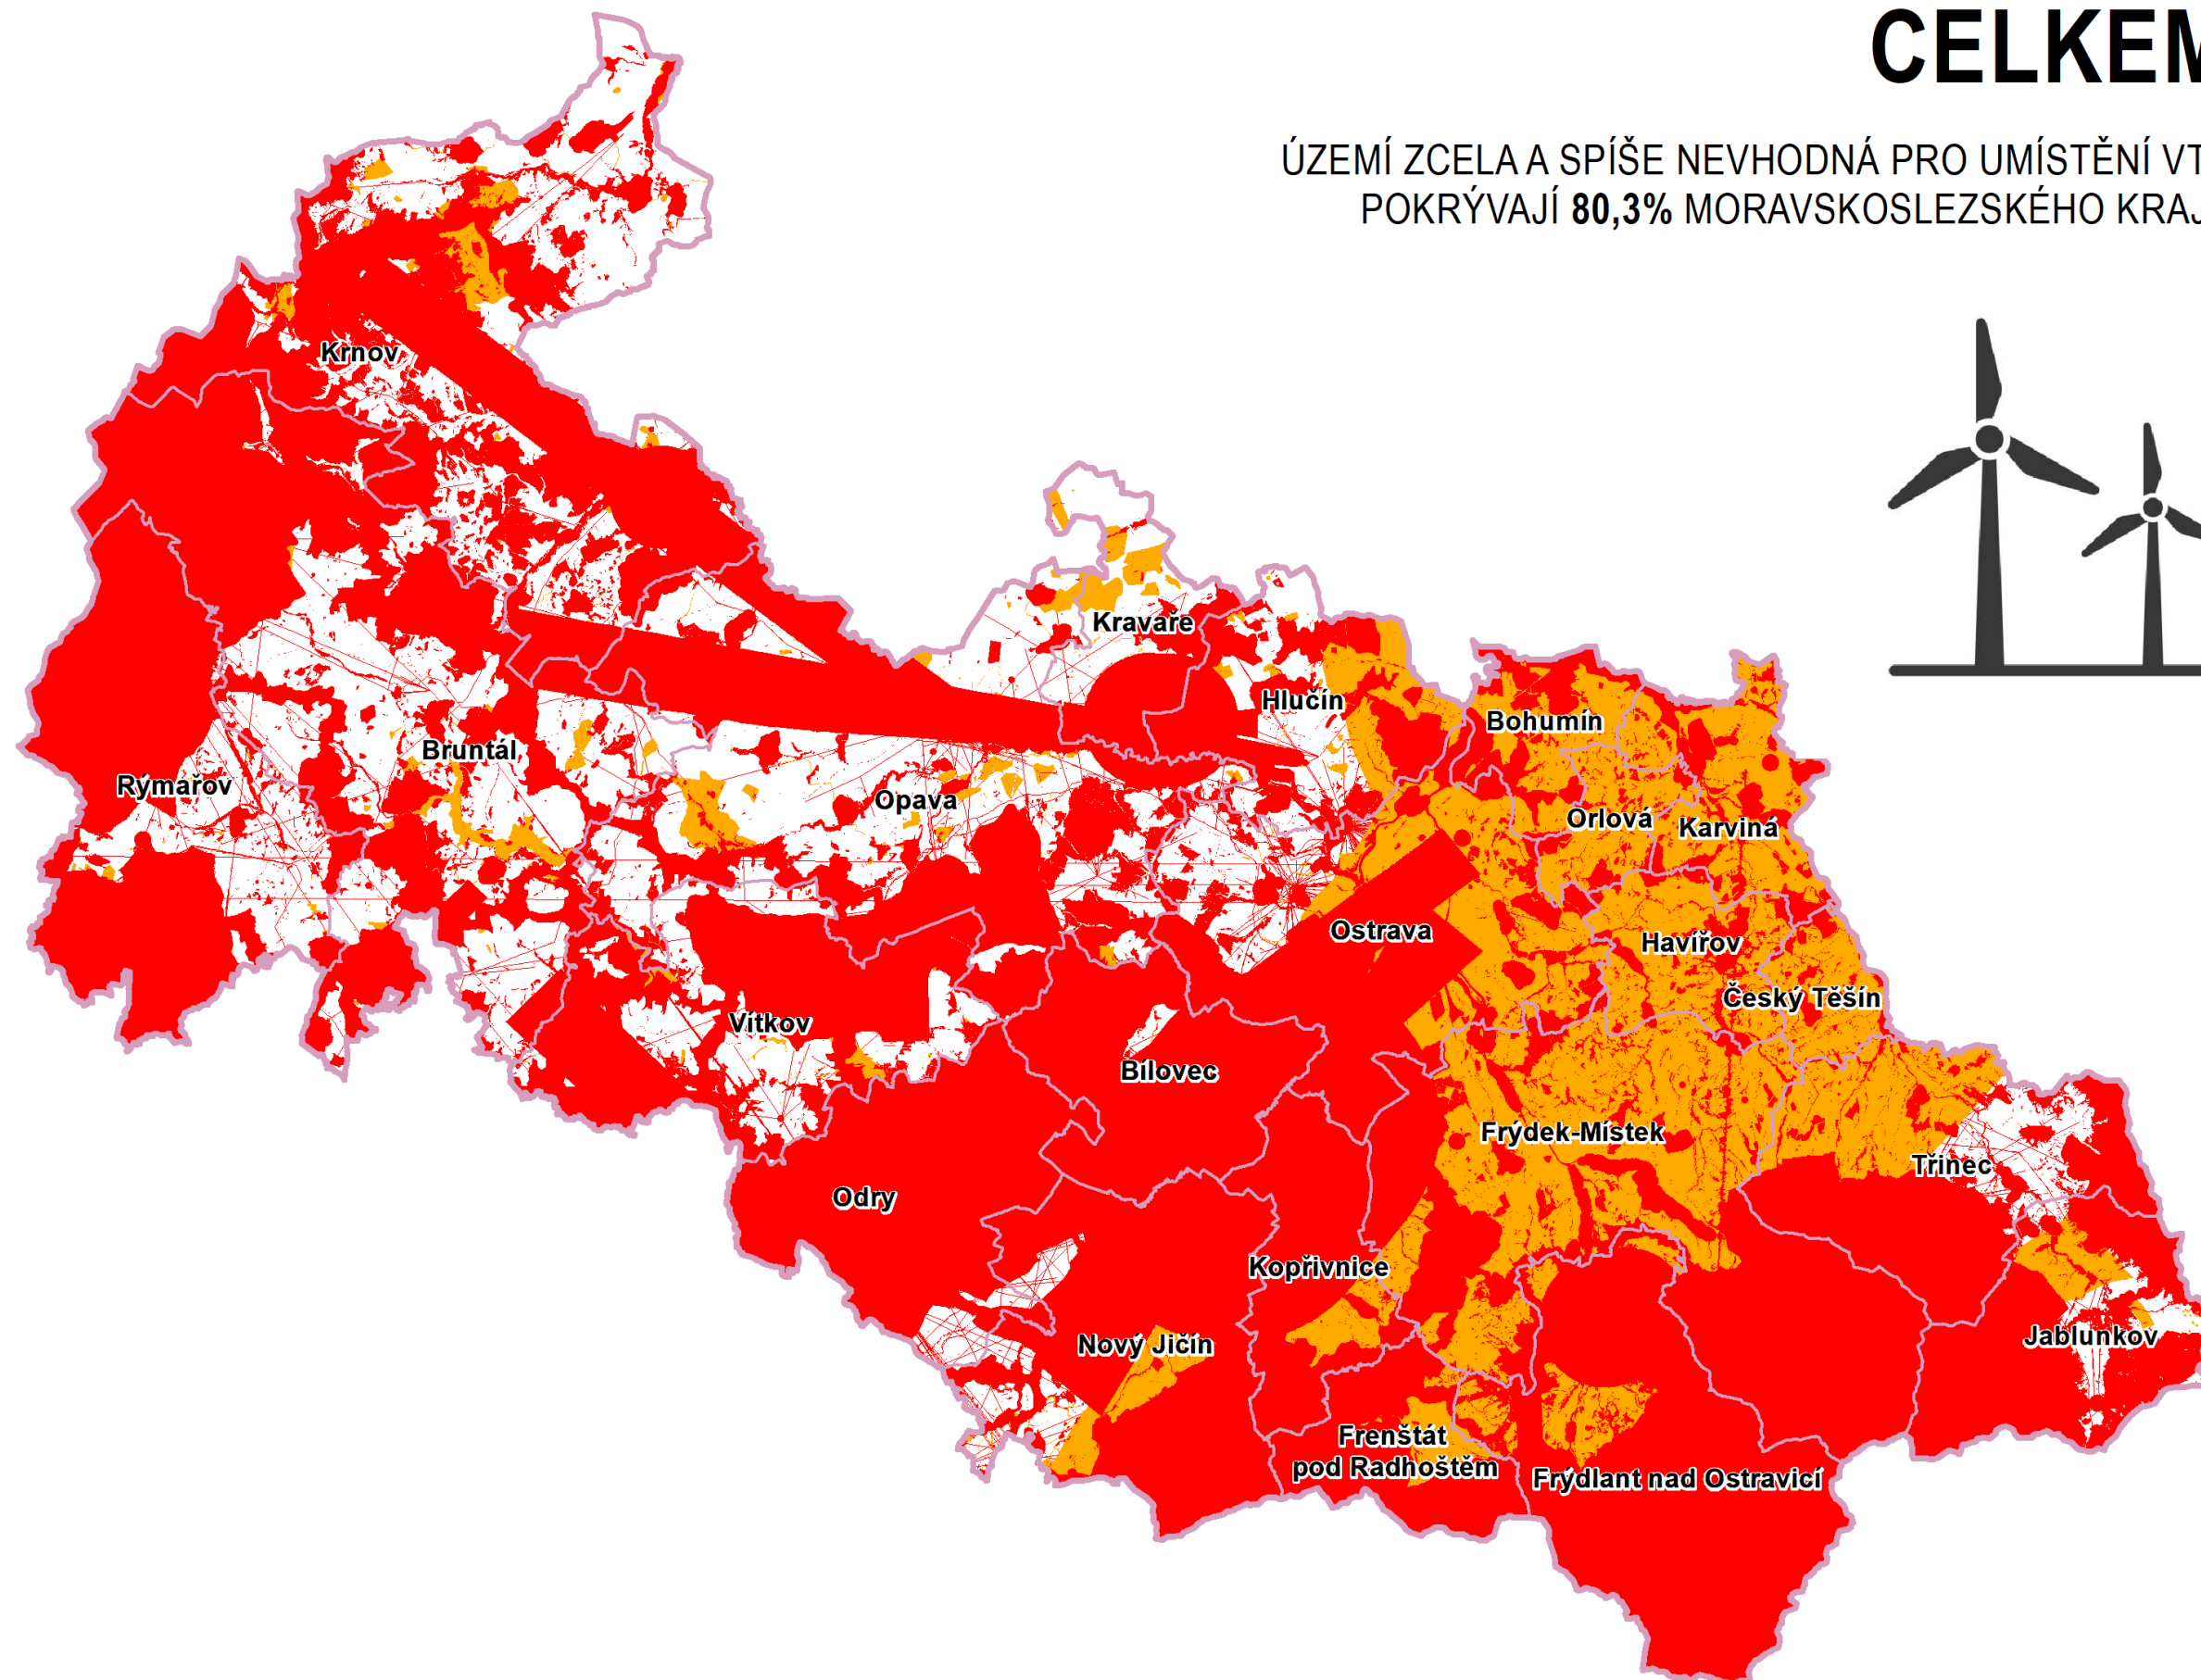 CELKEM
ÚZEMÍ ZCELA A SPÍŠE NEVHODNÁ PRO UMÍSTĚNÍ VT
POKRÝVAJÍ 80,3% MORAVSKOSLEZSKÉHO KRAJ
Krnov
Kravaře
Hlučín
Bohumín
Bruntál
Rýmařov
Opava
Orlová
Karviná
Ostrava
Havířov
Český Těšín
Vítkov
Bílovec
Frýdek-Místek
Třinec
Odry
Kopřivnice
Nový Jičín
Jablunkov
Frenštát
pod Radhoštěm
Frýdlant nad Ostravicí